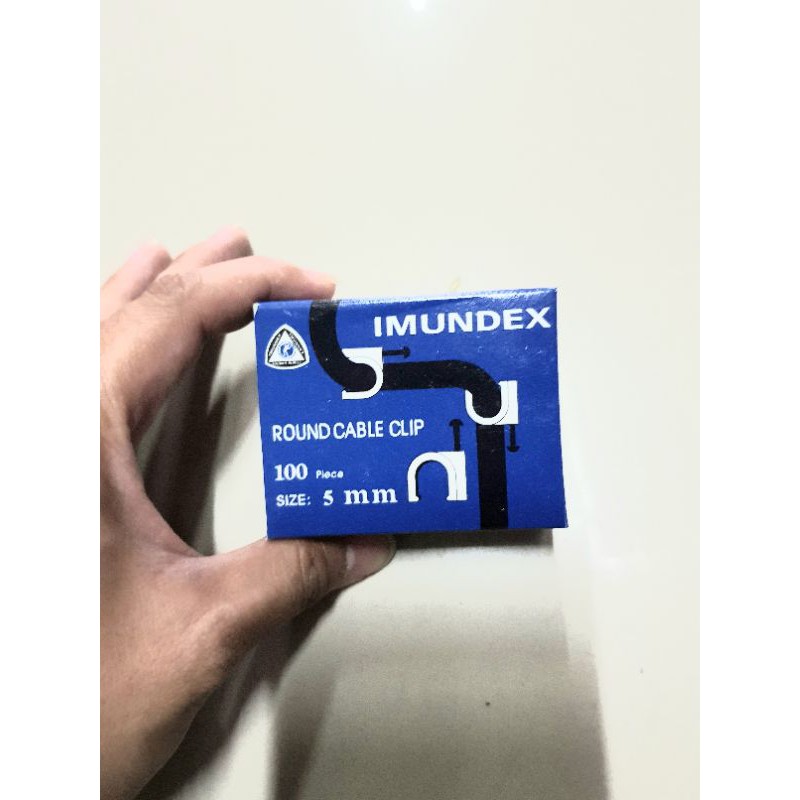 IMUNDEX
ROUND CABLE CLIP
100 Piece
SIZE: 5 mm